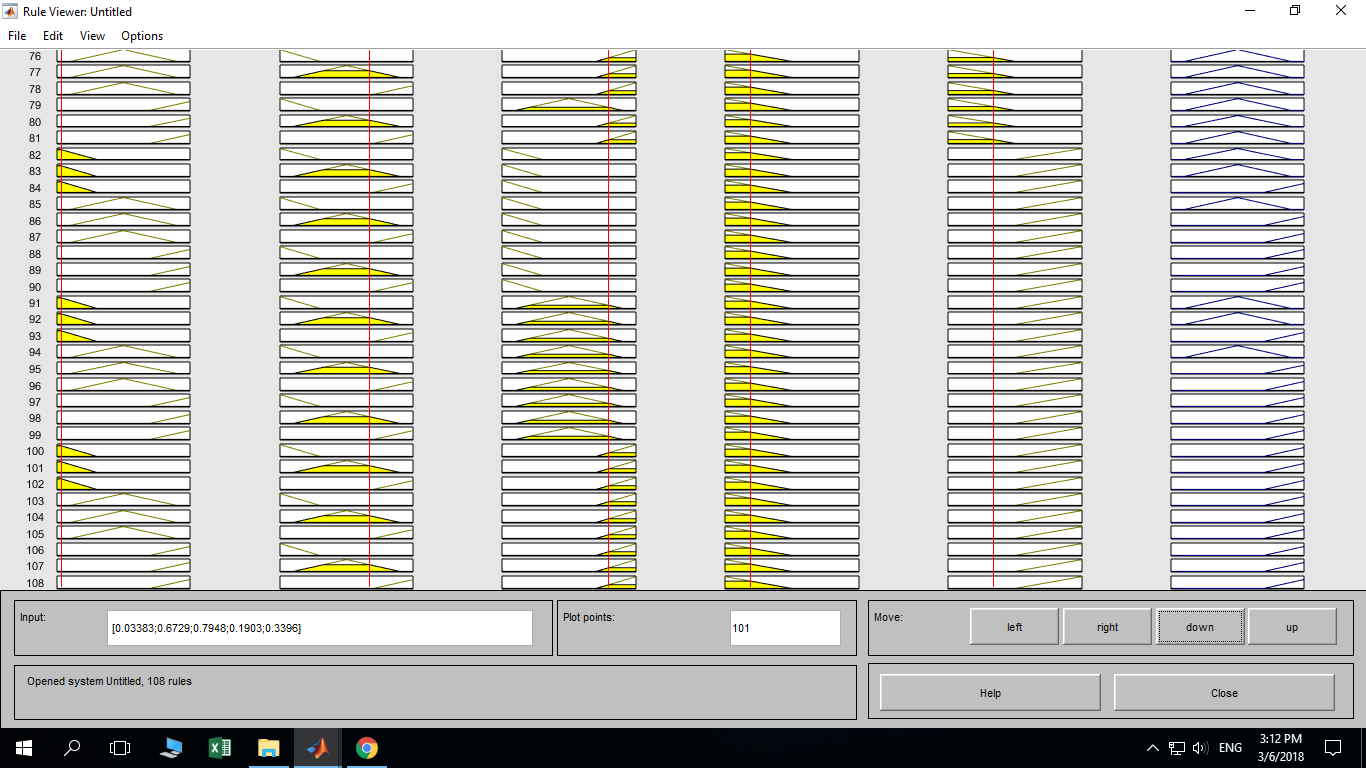 Rule Viewer: Untitled
File Edit View Options
76
77
78
79
80
81
82
83
84
85
86
87
88
89
90
91
92
93
94
95
96
97
98
99
100
101
102
103
104
105
106
107
108
Input:
[0.03383;0.6729;0.7948;0.1903;0.3396]
Plot points:
101
Move:
left
right
down
up
Opened system Untitled, 108 rules
Help
Close
ENG
3:12 PM
3/6/2018